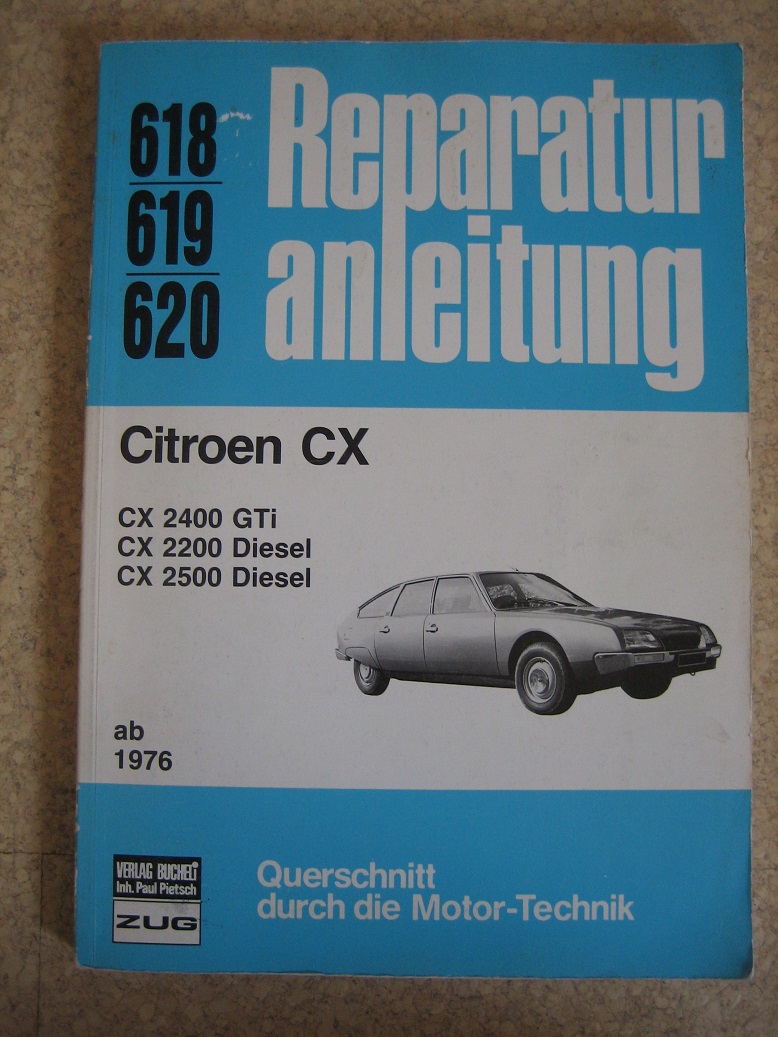 618
619
620
Reparatur
anleitung
Citroen CX
CX 2400 GTi
CX 2200 Diesel
CX 2500 Diesel
ab
1976
VERLAG BUCHELI
Inh. Paul Pietsch
ZUG
Querschnitt
durch die Motor-Technik